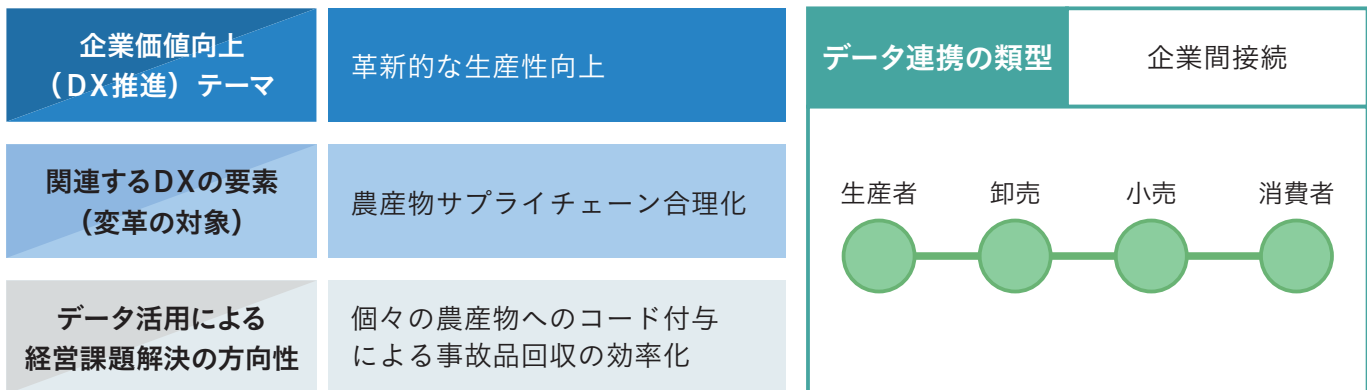 企業価値向上
（DX推進）テーマ
革新的な生産性向上
関連するDXの要素
（変革の対象）
農産物サプライチェーン合理化
データ活用による
経営課題解決の方向性
個々の農産物へのコード付与
による事故品回収の効率化
データ連携の類型
企業間接続
生産者
卸売
小売
消費者